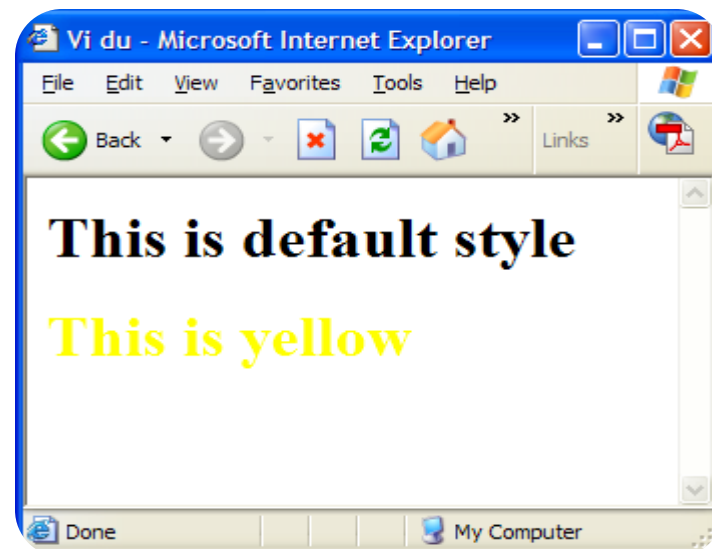 Vi du - Microsoft Internet Explorer
File Edit View Favorites Tools Help
Back Links
This is default style
This is yellow
Done My Computer